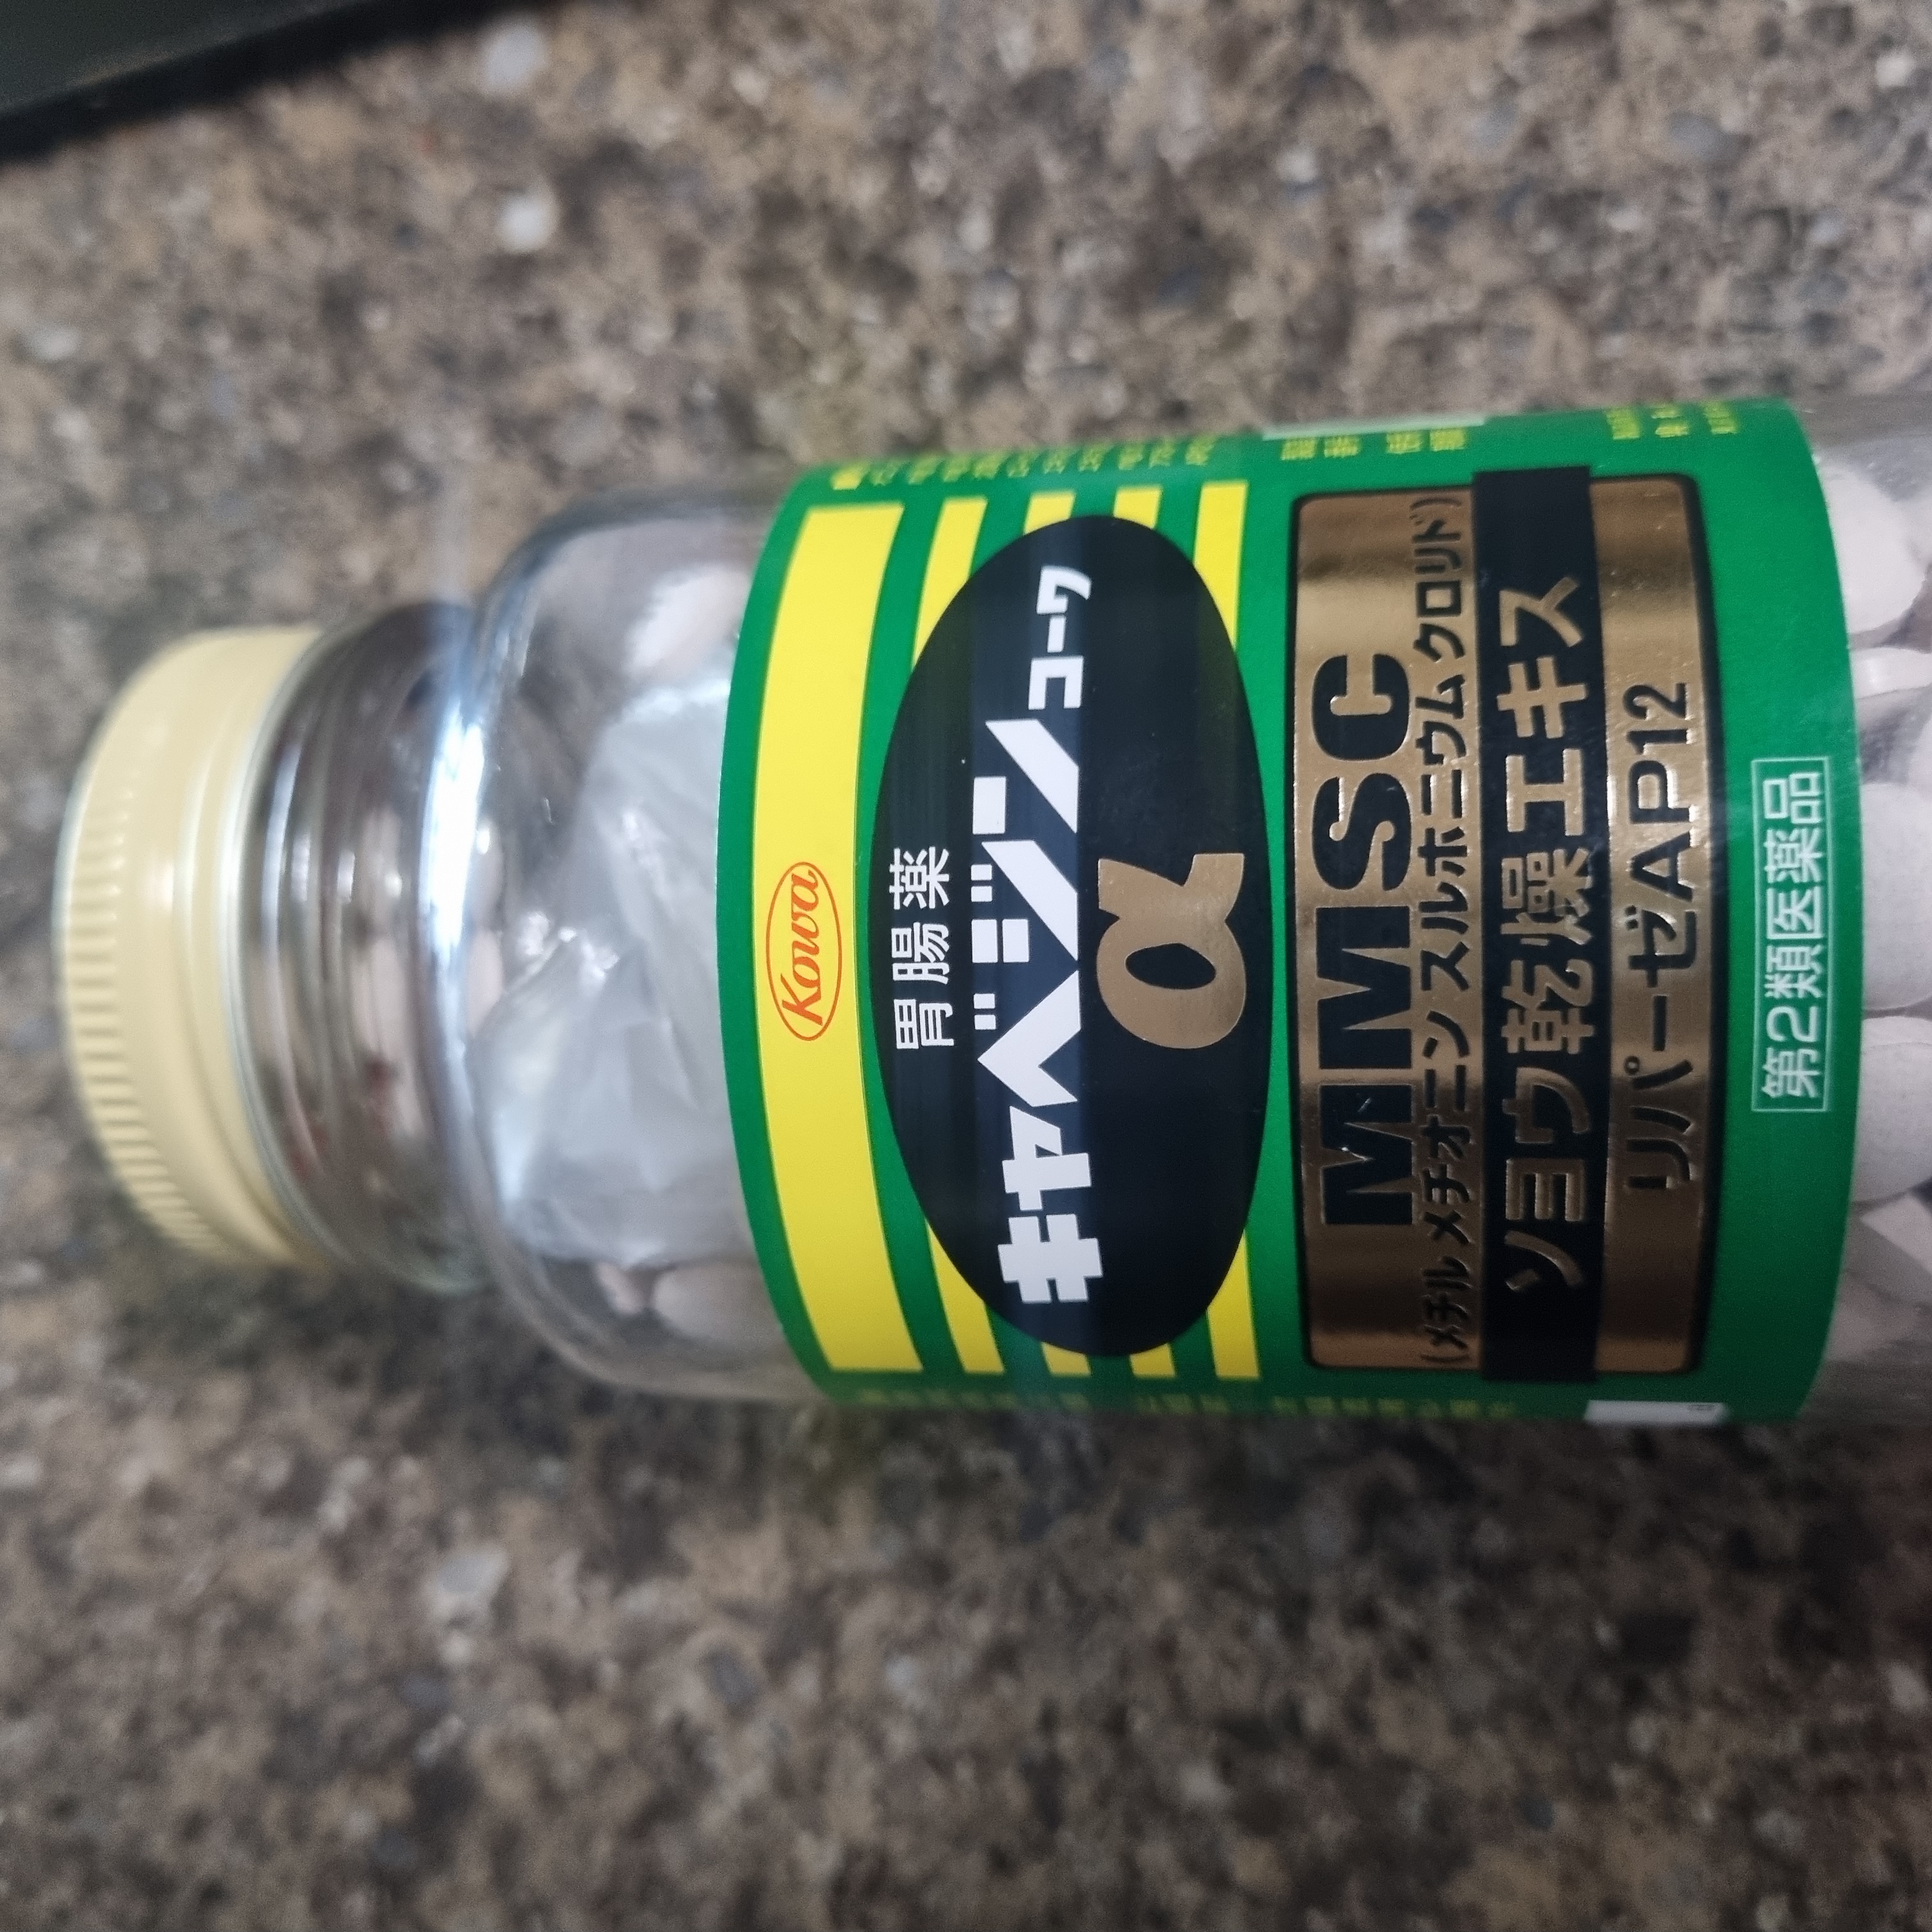 Kowa
胃腸薬
キャベジンコーワ
α
MMSC
(メチルメチオニンスルホニウムクロリド)
ソヨウ乾燥エキス
リパーゼAP12
第2類医薬品